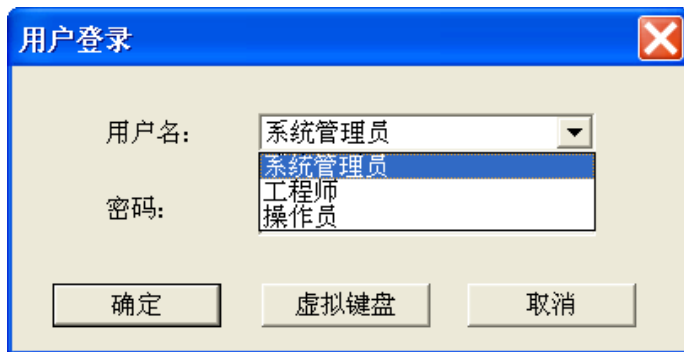 用户登录
用户名： 系统管理员
系统管理员
工程师
密码：
操作员
确定 虚拟键盘 取消